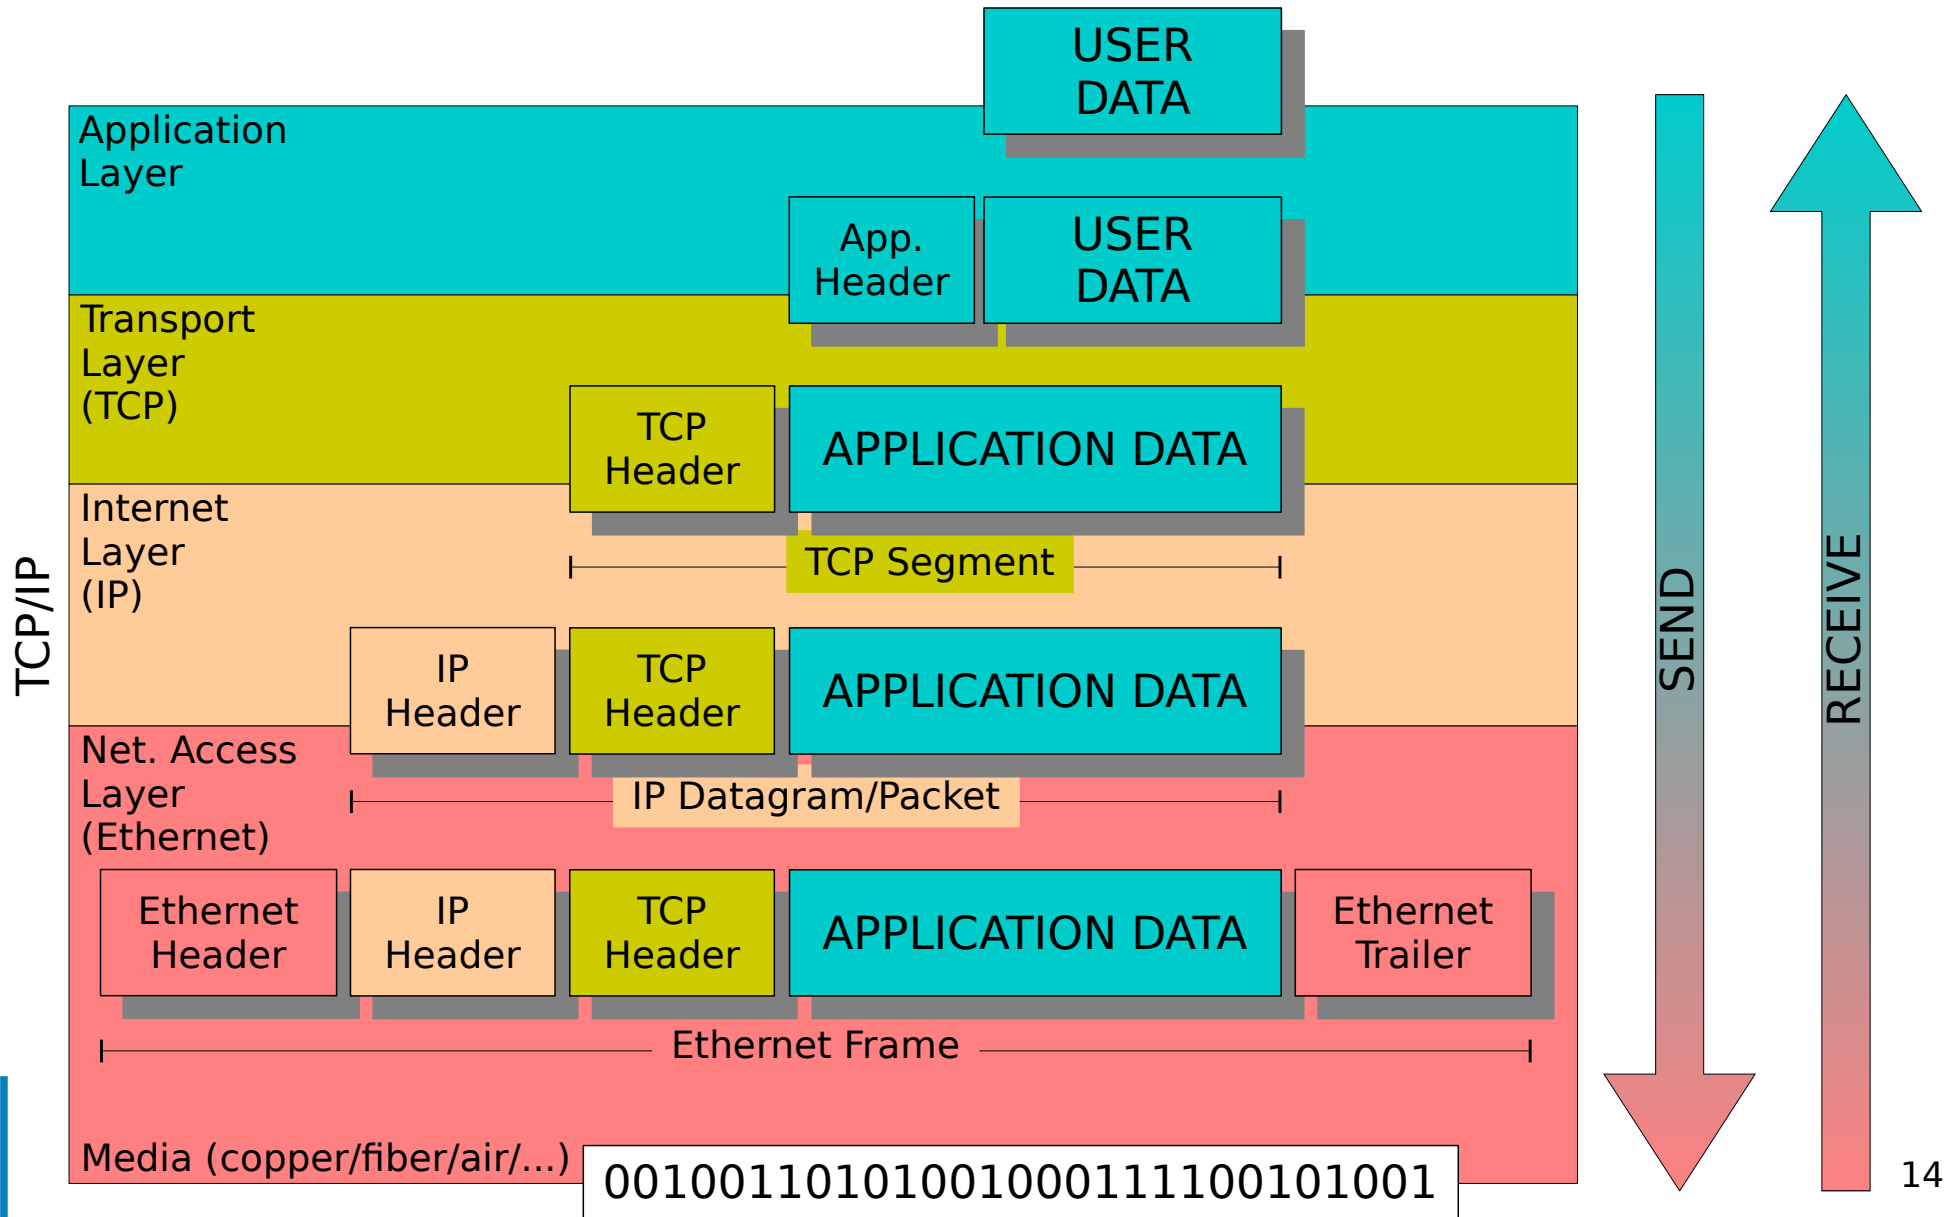 USER
DATA
Application
Layer
App.
Header
USER
DATA
Transport
Layer
(TCP)
TCP
Header
APPLICATION DATA
Internet
Layer
(IP)
TCP Segment
TCP/IP
IP
Header
TCP
Header
APPLICATION DATA
Net. Access
Layer
(Ethernet)
IP Datagram/Packet
Ethernet
Header
IP
Header
TCP
Header
APPLICATION DATA
Ethernet
Trailer
Ethernet Frame
Media (copper/fiber/air/...)
00100110101001000111100101001
SEND
RECEIVE
14